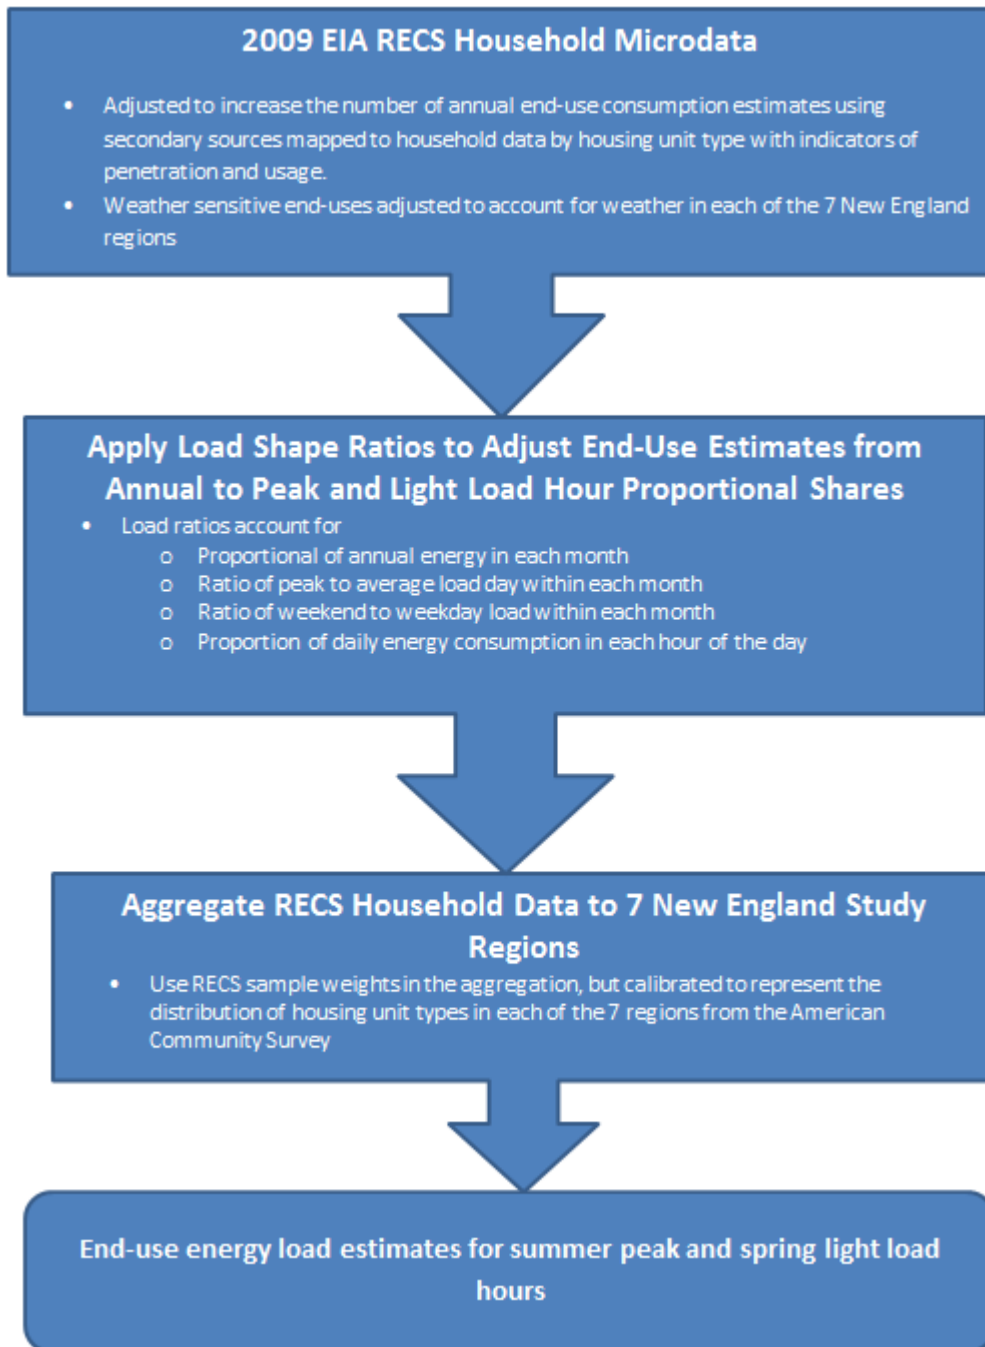 2009 EIA RECS Household Microdata
• Adjusted to increase the number of annual end-use consumption estimates using
secondary sources mapped to household data by housing unit type with indicators of
penetration and usage.
• Weather sensitive end-uses adjusted to account for weather in each of the 7 New England
regions
Apply Load Shape Ratios to Adjust End-Use Estimates from
Annual to Peak and Light Load Hour Proportional Shares
• Load ratios account for
o Proportional of annual energy in each month
o Ratio of peak to average load day within each month
o Ratio of weekend to weekday load within each month
o Proportion of daily energy consumption in each hour of the day
Aggregate RECS Household Data to 7 New England Study
Regions
• Use RECS sample weights in the aggregation, but calibrated to represent the
distribution of housing unit types in each of the 7 regions from the American
Community Survey
End-use energy load estimates for summer peak and spring light load
hours